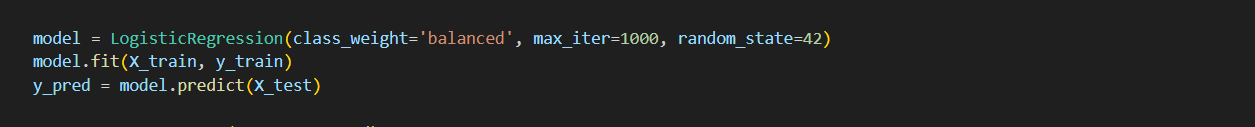 model = LogisticRegression(class_weight='balanced', max_iter=1000, random_state=42)
model.fit(X_train, y_train)
y_pred = model.predict(X_test)